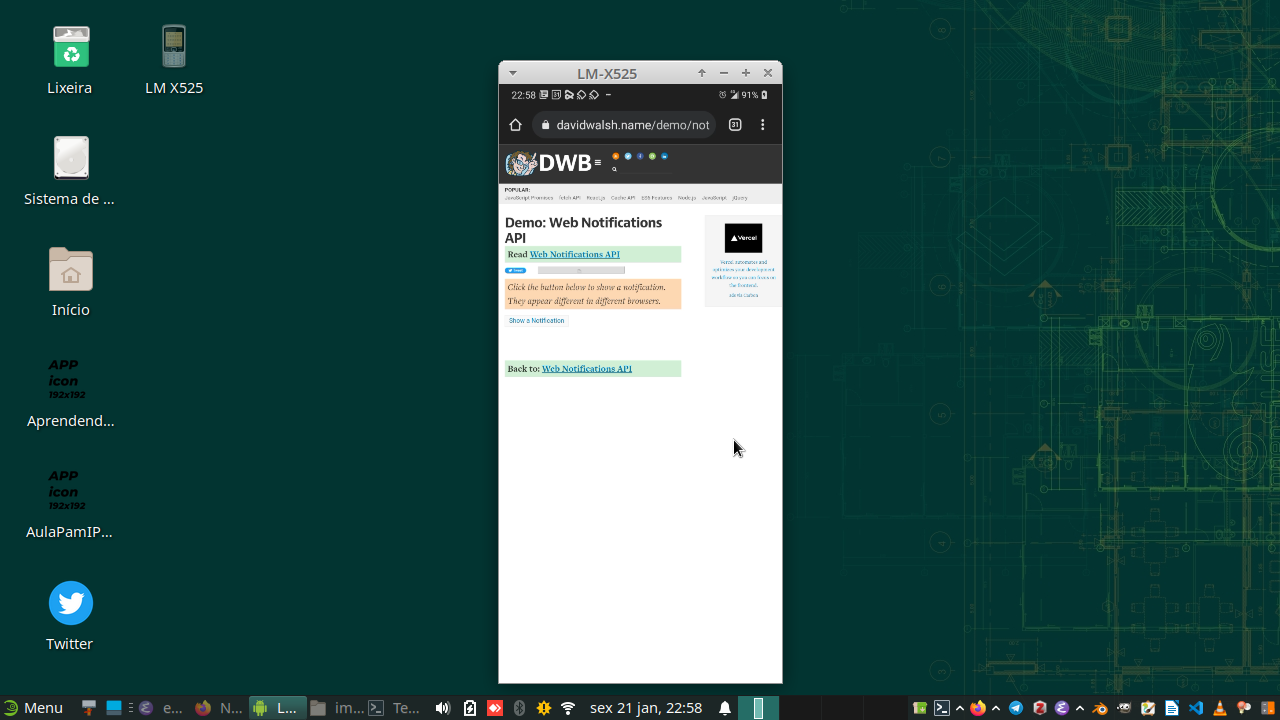 Lixeira
LM X525
Sistema de ...
Início
APP
icon
192x192
Aprendend...
APP
icon
192x192
AulaPamIP...
Twitter
LM-X525
22:58
31
91%
davidwalsh.name/demo/not
31
DWB
POPULAR:
JavaScript Promises fetch API React.js Cache API ES6 Features Node.js JavaScript jQuery
Demo: Web Notifications
API
Read Web Notifications API
Tweet
Click the button below to show a notification.
They appear different in different browsers.
Show a Notification
Back to: Web Notifications API
Vercel
Vercel automates and
optimizes your development
workflow so you can focus on
the frontend.
ads via Carbon
Menu
e...
N...
L...
im...
Te...
sex 21 jan, 22:58